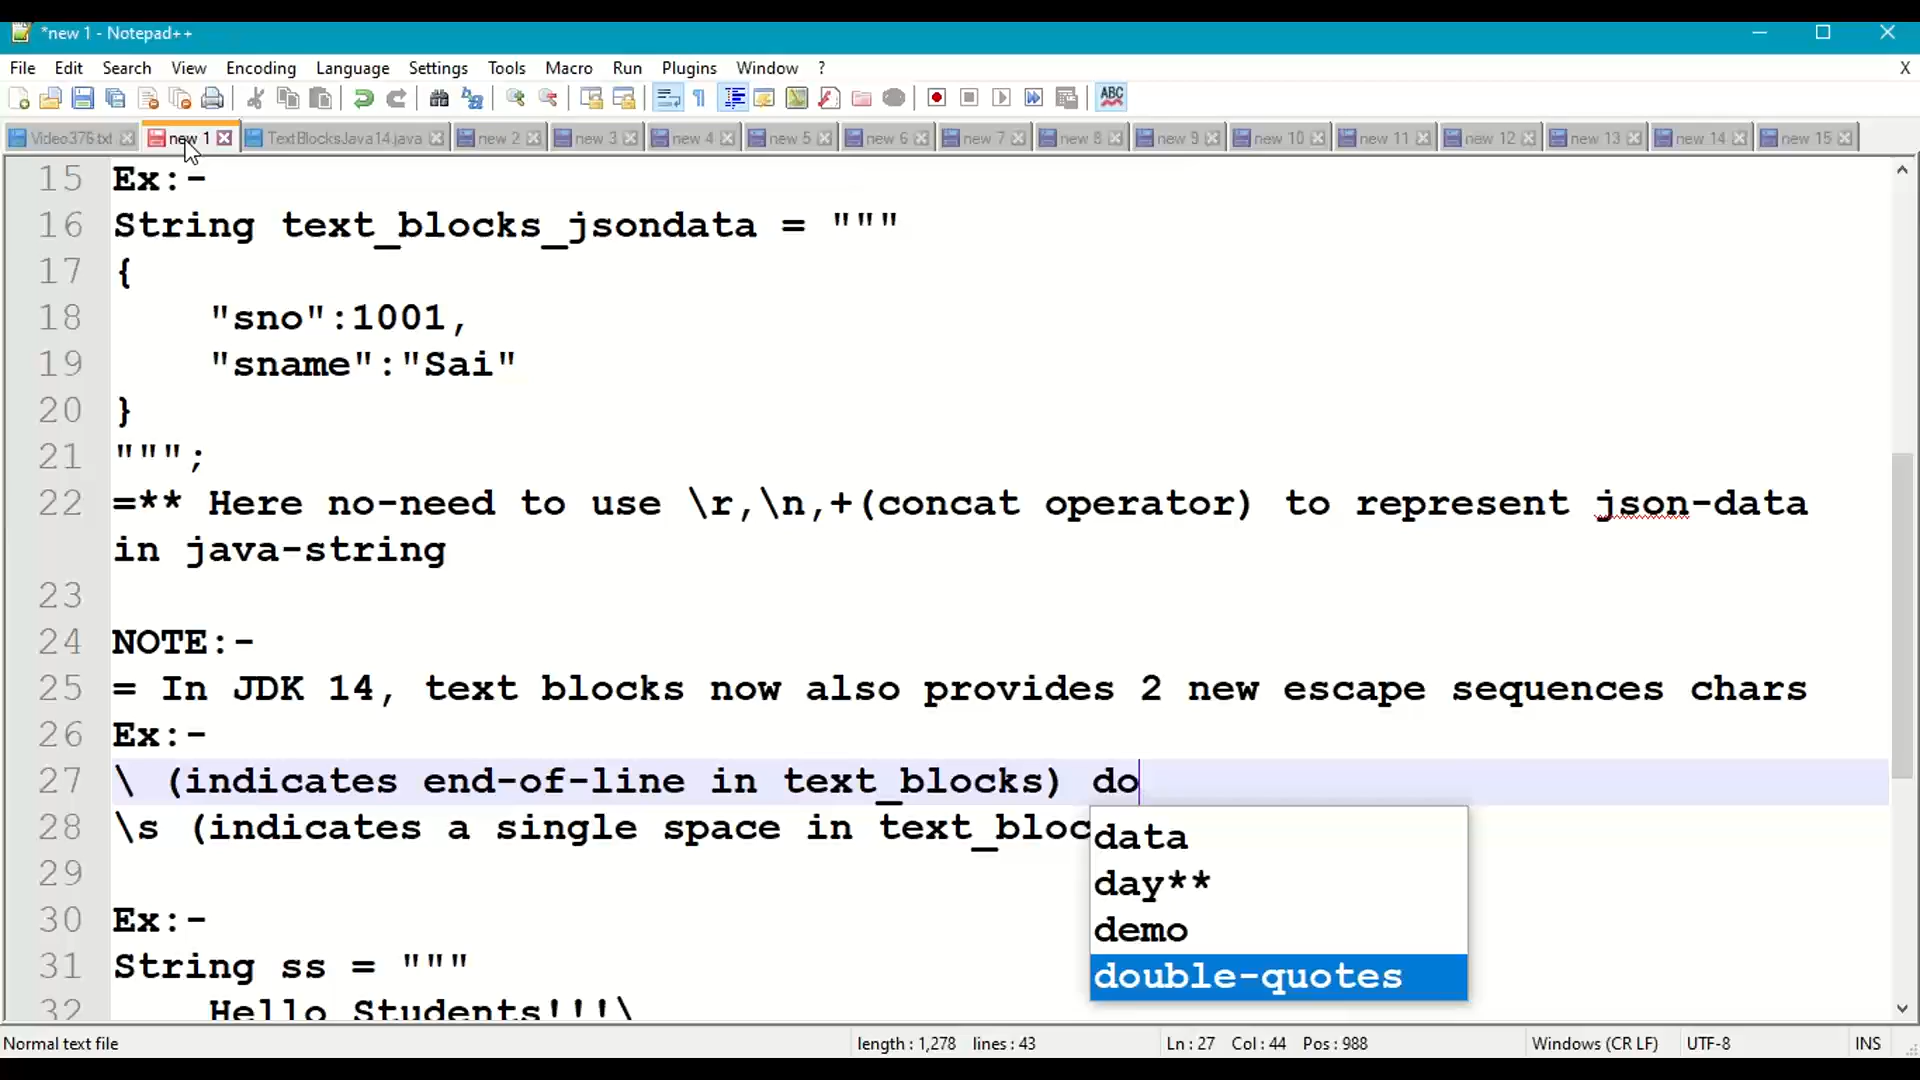 *new 1 - Notepad++
File Edit Search View Encoding Language Settings Tools Macro Run Plugins Window ? X
ABC
Video376.txt new 1 TextBlocksJava14.java new 2 new 3 new 4 new 5 new 6 new 7 new 8 new 9 new 10 new 11 new 12 new 13 new 14 new 15
15 Ex:-
16 String text_blocks_jsondata = """
17 {
18 "sno":1001,
19 "sname":"Sai"
20 }
21 """;
22 =** Here no-need to use \r,\n,+(concat operator) to represent json-data
in java-string
23
24 NOTE:-
25 = In JDK 14, text blocks now also provides 2 new escape sequences chars
26 Ex:-
27 \ (indicates end-of-line in text_blocks) do
28 \s (indicates a single space in text_bloc
data
29
day**
30 Ex:-
demo
31 String ss = """
double-quotes
32 Hello Students!!!\
Normal text file length : 1,278 lines : 43 Ln : 27 Col : 44 Pos : 988 Windows (CR LF) UTF-8 INS